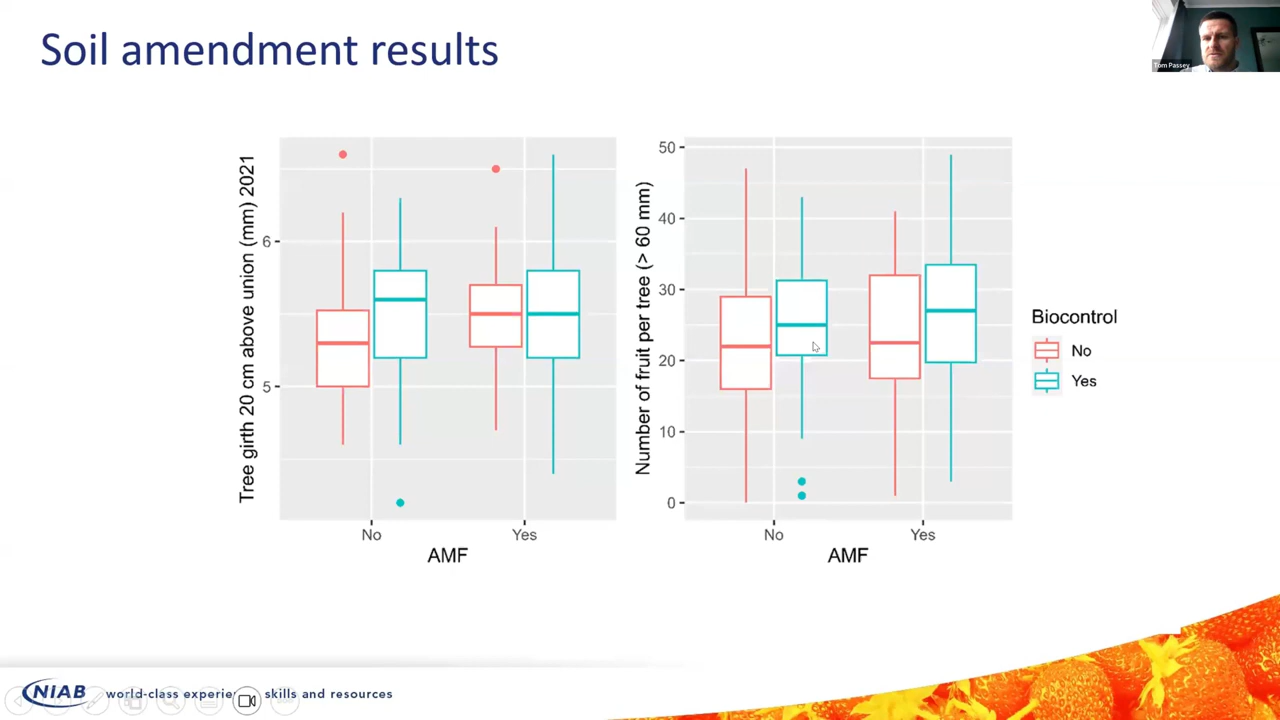 Soil amendment results
Tom Passey
Tree girth 20 cm above union (mm) 2021
6
5
No
Yes
AMF
Number of fruit per tree (> 60 mm)
50
40
30
20
10
0
No
Yes
AMF
Biocontrol
No
Yes
NIAB
world-class experie skills and resources